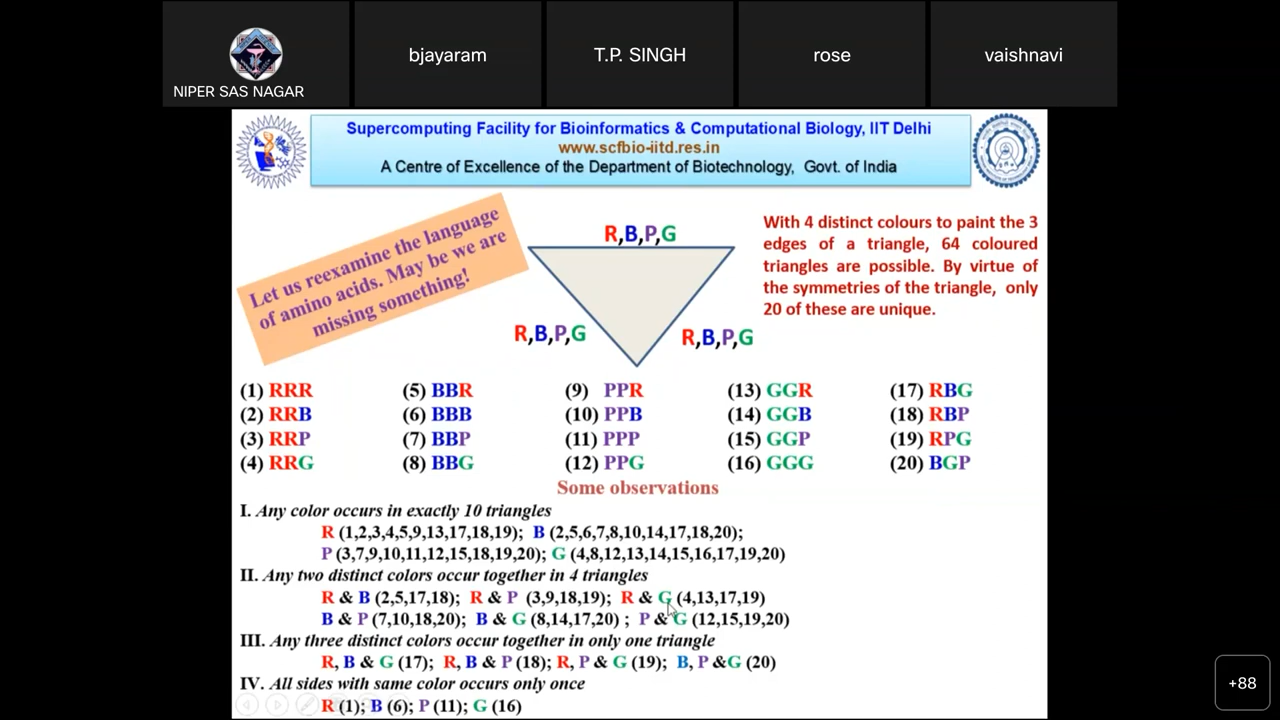 NIPER SAS NAGAR
bjayaram
T.P. SINGH
rose
vaishnavi
Supercomputing Facility for Bioinformatics & Computational Biology, IIT Delhi
www.scfbio-iitd.res.in
A Centre of Excellence of the Department of Biotechnology, Govt. of India
Let us reexamine the language
of amino acids. May be we are
missing something!
R,B,P,G
R,B,P,G
R,B,P,G
With 4 distinct colours to paint the 3
edges of a triangle, 64 coloured
triangles are possible. By virtue of
the symmetries of the triangle, only
20 of these are unique.
(1) RRR (5) BBR (9) PPR (13) GGR (17) RBG
(2) RRB (6) BBB (10) PPB (14) GGB (18) RBP
(3) RRP (7) BBP (11) PPP (15) GGP (19) RPG
(4) RRG (8) BBG (12) PPG (16) GGG (20) BGP
Some observations
I. Any color occurs in exactly 10 triangles
R (1,2,3,4,5,9,13,17,18,19); B (2,5,6,7,8,10,14,17,18,20);
P (3,7,9,10,11,12,15,18,19,20); G (4,8,12,13,14,15,16,17,19,20)
II. Any two distinct colors occur together in 4 triangles
R & B (2,5,17,18); R & P (3,9,18,19); R & G (4,13,17,19)
B & P (7,10,18,20); B & G (8,14,17,20) ; P & G (12,15,19,20)
III. Any three distinct colors occur together in only one triangle
R, B & G (17); R, B & P (18); R, P & G (19); B, P &G (20)
IV. All sides with same color occurs only once
R (1); B (6); P (11); G (16)
+88